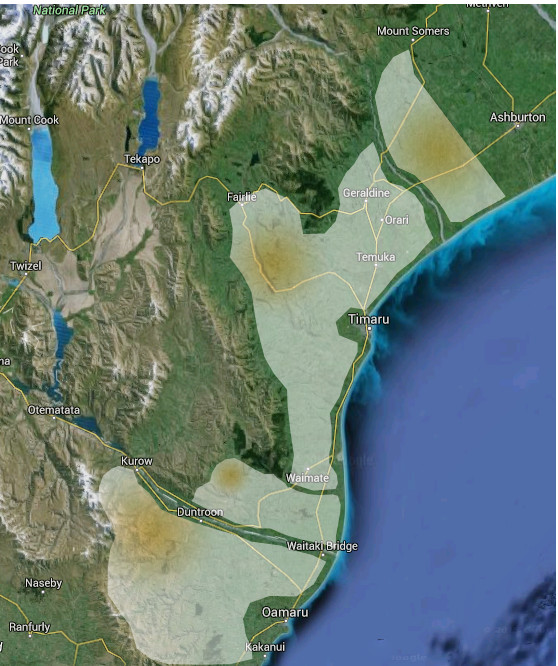 National Park
Methven
Mount Somers
ook
Park
Mount Cook
Ashburton
Tekapo
Fairlie
Geraldine
Orari
Temuka
Twizel
Timaru
na
Otematata
Kurow
Waimate
Duntroon
Waitaki Bridge
Naseby
Oamaru
Ranfurly
Kakanui